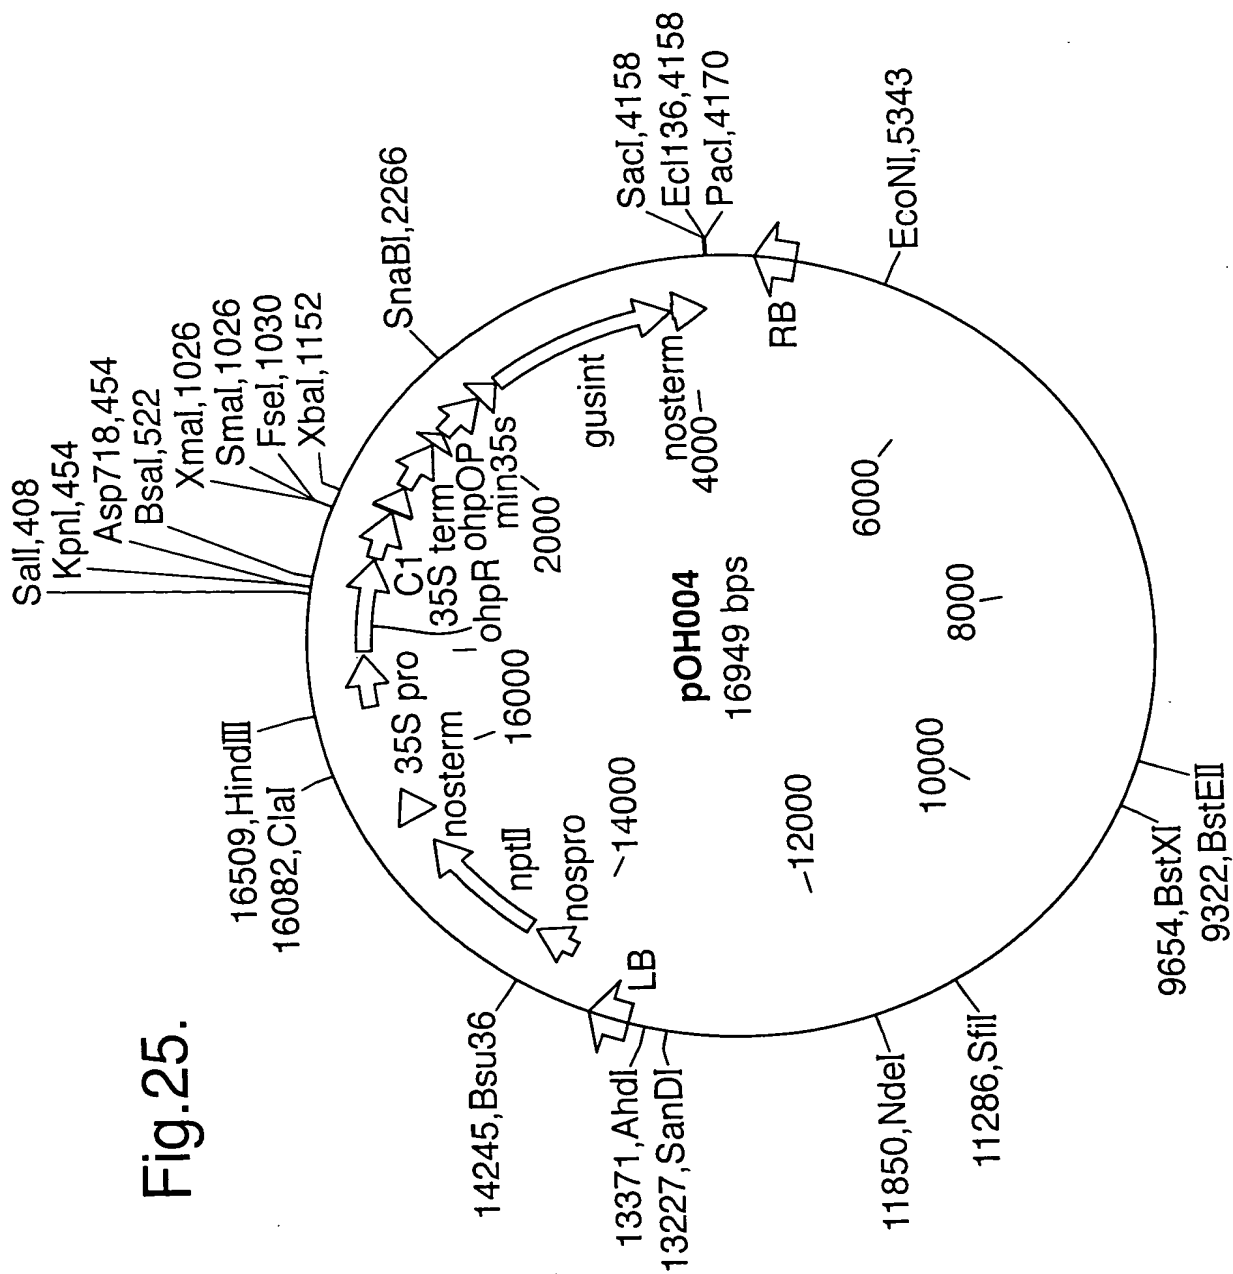 Fig.25.
SalI,408
KpnI,454
Asp718,454
BsaI,522
XmaI,1026
SmaI,1026
FseI,1030
XbaI,1152
SnaBI,2266
SacI,4158
Ecl136,4158
PacI,4170
EcoNI,5343
9322,BstEII
9654,BstXI
11286,SfiI
11850,NdeI
13227,SanDI
13371,AhdI
14245,Bsu36
16082,ClaI
16509,HindIII
35S pro
ohpR
C1
35S term
ohpOP
min35s
gusint
nosterm
RB
LB
nospro
nptII
nosterm
2000
4000
6000
8000
10000
12000
14000
16000
pOH004
16949 bps